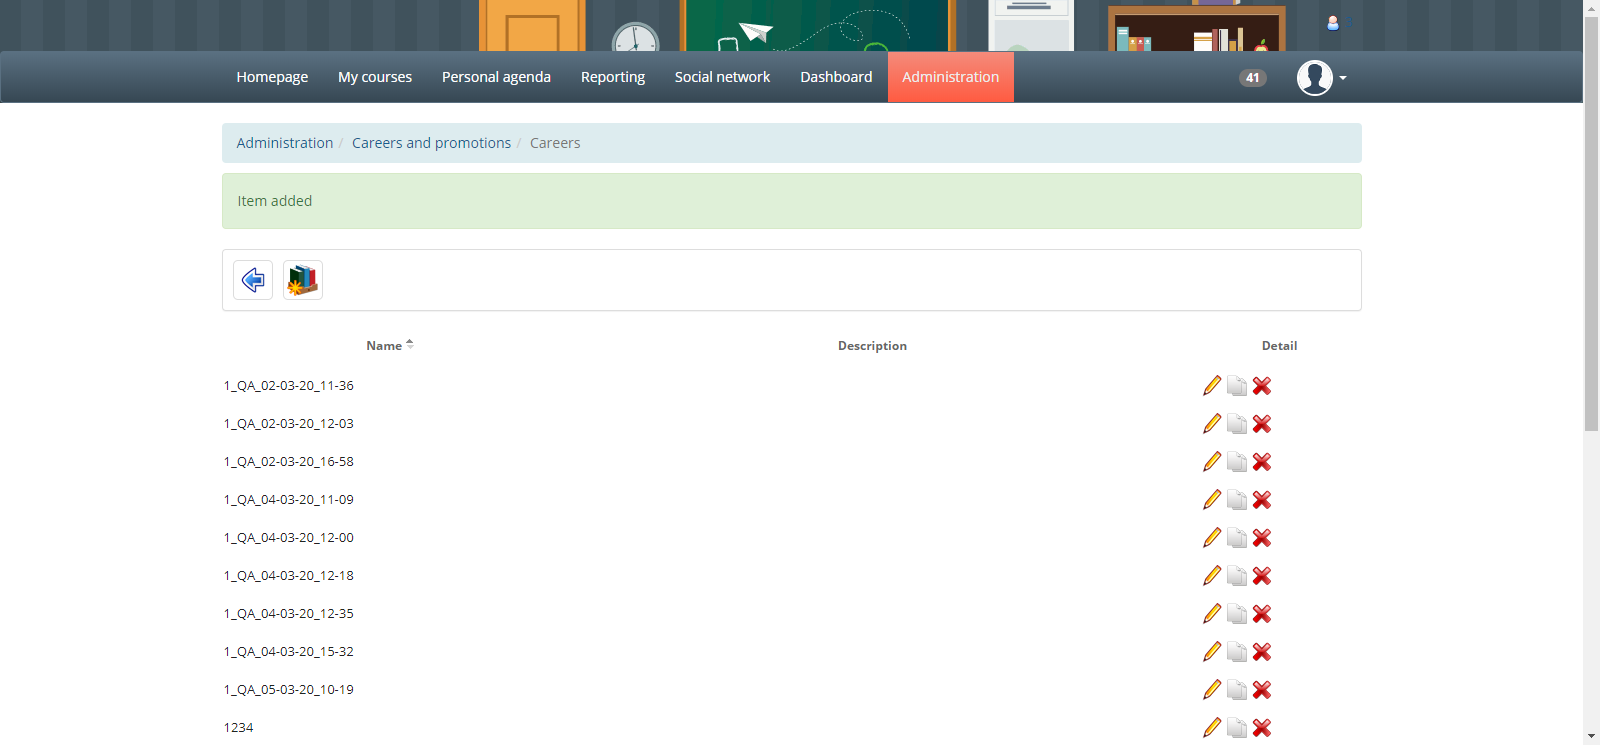 Homepage My courses Personal agenda Reporting Social network Dashboard Administration 41
Administration / Careers and promotions / Careers
Item added
Name Description Detail
1_QA_02-03-20_11-36
1_QA_02-03-20_12-03
1_QA_02-03-20_16-58
1_QA_04-03-20_11-09
1_QA_04-03-20_12-00
1_QA_04-03-20_12-18
1_QA_04-03-20_12-35
1_QA_04-03-20_15-32
1_QA_05-03-20_10-19
1234